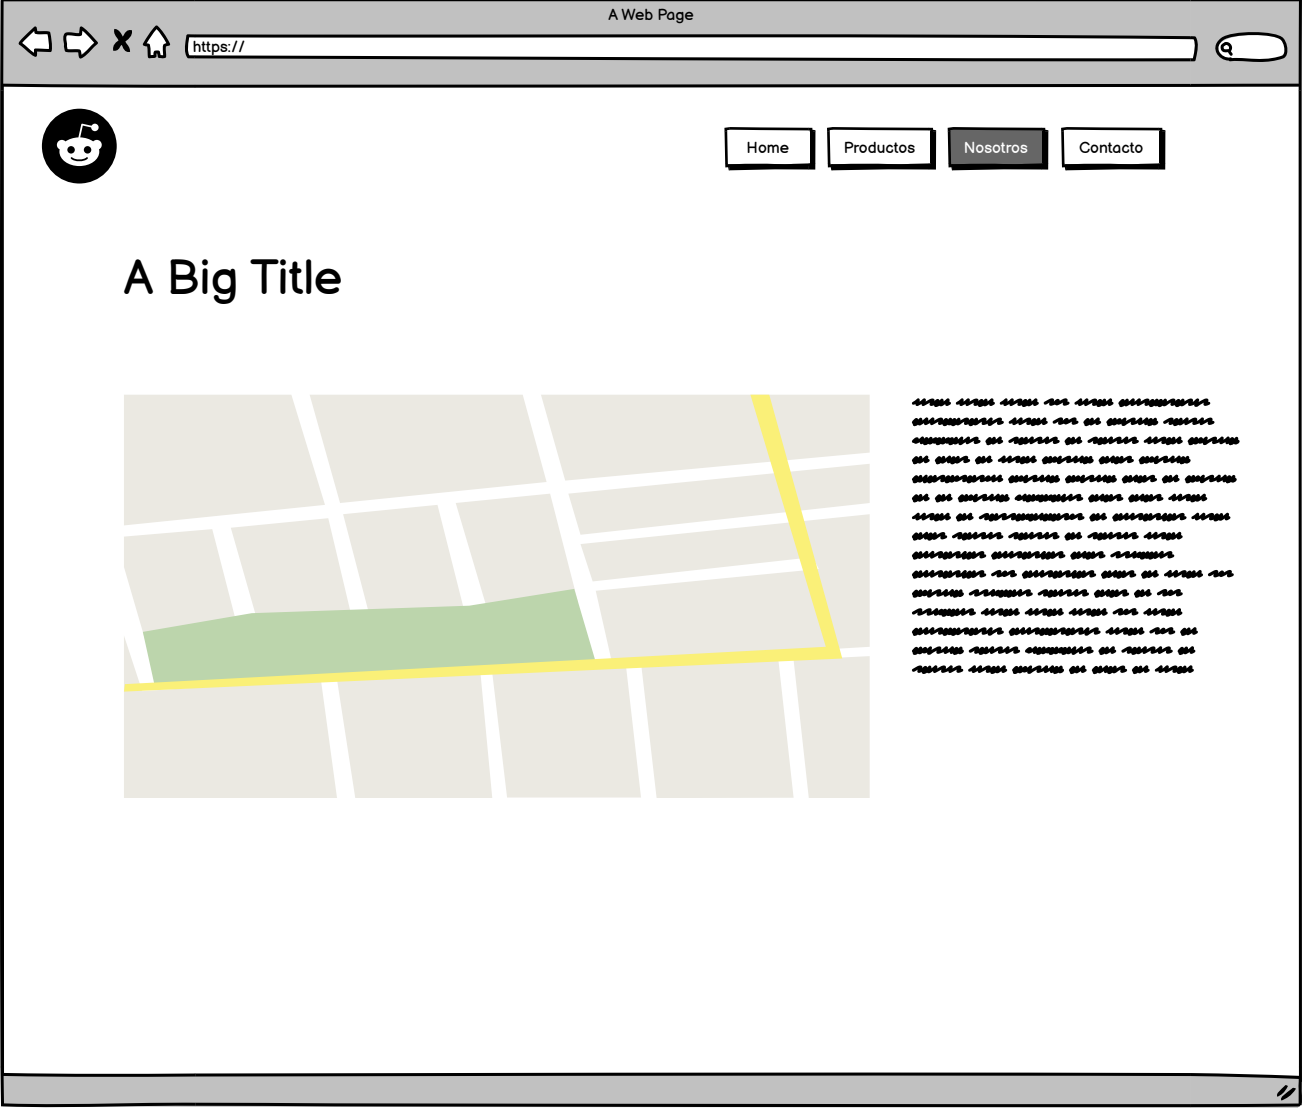 A Web Page
https://
Home
Productos
Nosotros
Contacto
A Big Title